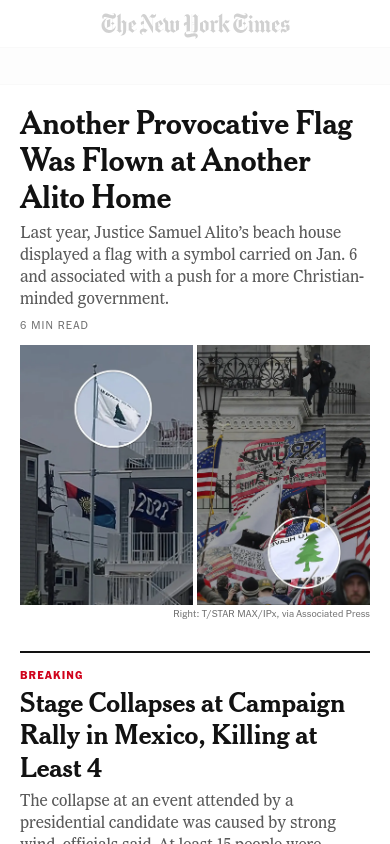 The New York Times
Another Provocative Flag
Was Flown at Another
Alito Home
Last year, Justice Samuel Alito's beach house
displayed a flag with a symbol carried on Jan. 6
and associated with a push for a more Christian-
minded government.
6 MIN READ
2022
TRUMP
Right: T/STAR MAX/IPx, via Associated Press
BREAKING
Stage Collapses at Campaign
Rally in Mexico, Killing at
Least 4
The collapse at an event attended by a
presidential candidate was caused by strong
wind, officials said. At least 15 people were